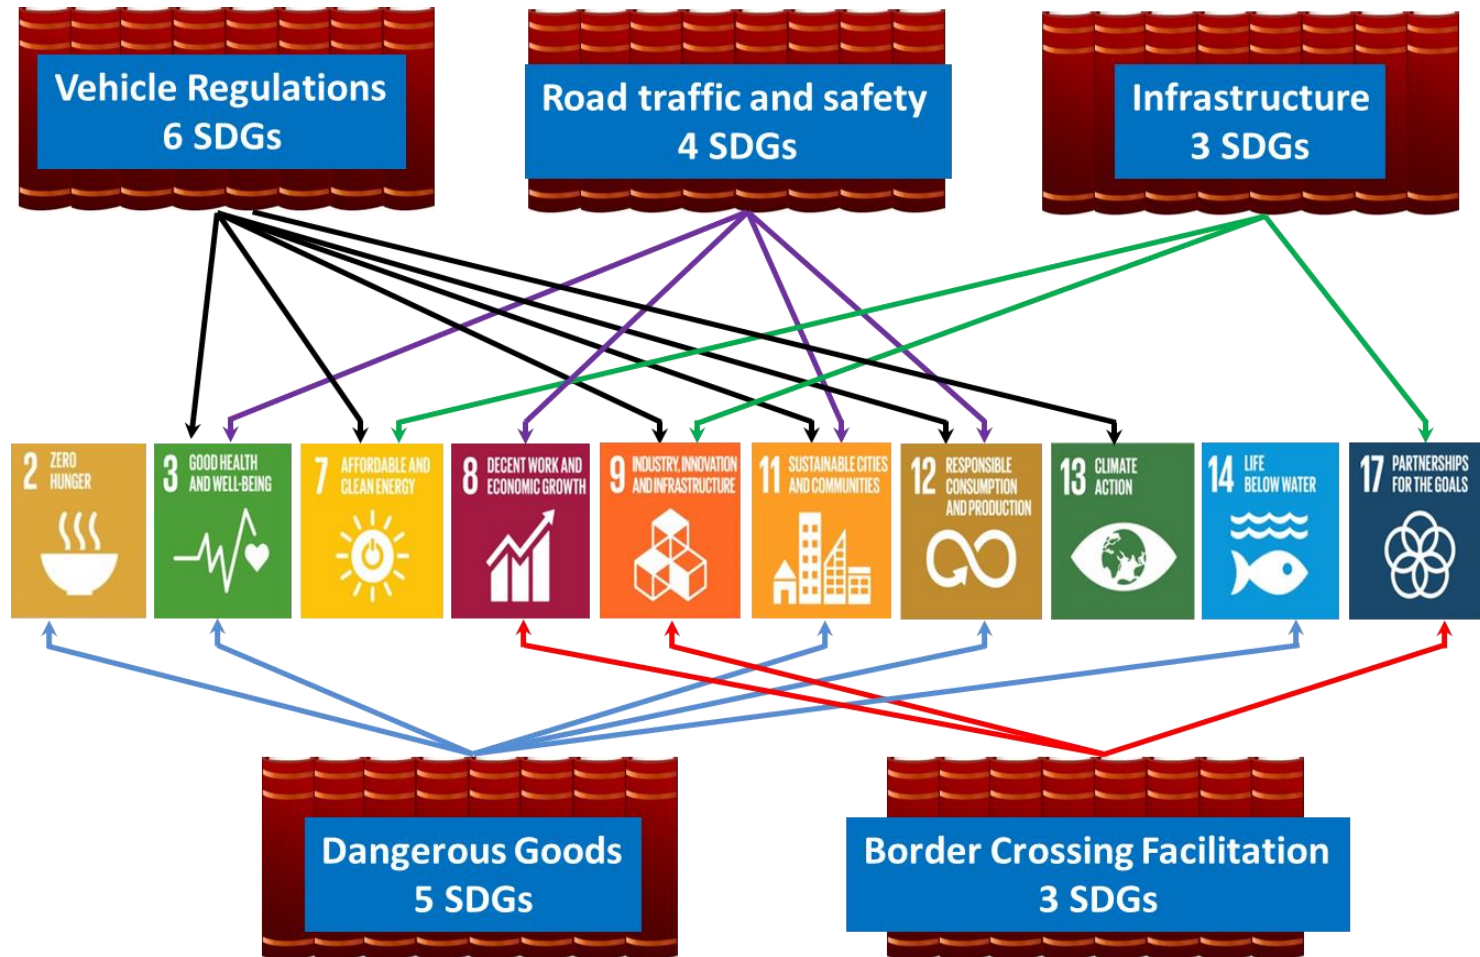 Vehicle Regulations
6 SDGs
Road traffic and safety
4 SDGs
Infrastructure
3 SDGs
2 ZERO
HUNGER
3 GOOD HEALTH
AND WELL-BEING
7 AFFORDABLE AND
CLEAN ENERGY
8 DECENT WORK AND
ECONOMIC GROWTH
9 INDUSTRY, INNOVATION
AND INFRASTRUCTURE
11 SUSTAINABLE CITIES
AND COMMUNITIES
12 RESPONSIBLE
CONSUMPTION
AND PRODUCTION
13 CLIMATE
ACTION
14 LIFE
BELOW WATER
17 PARTNERSHIPS
FOR THE GOALS
Dangerous Goods
5 SDGs
Border Crossing Facilitation
3 SDGs